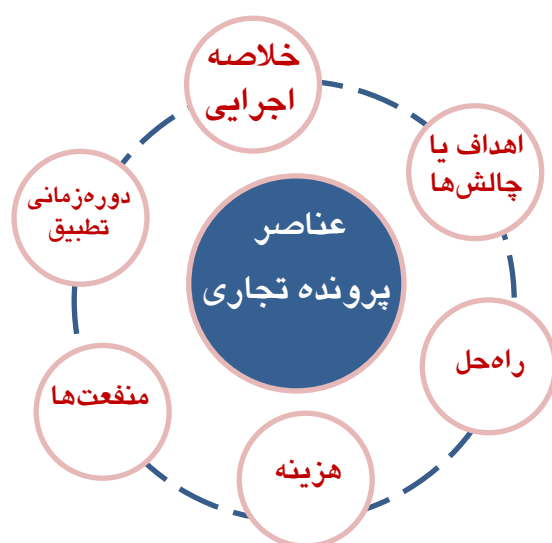 خلاصه
اجرایی
اهداف یا
چالش‌ها
راه‌حل
هزینه
منفعت‌ها
دوره‌زمانی
تطبیق
عناصر
پرونده تجاری